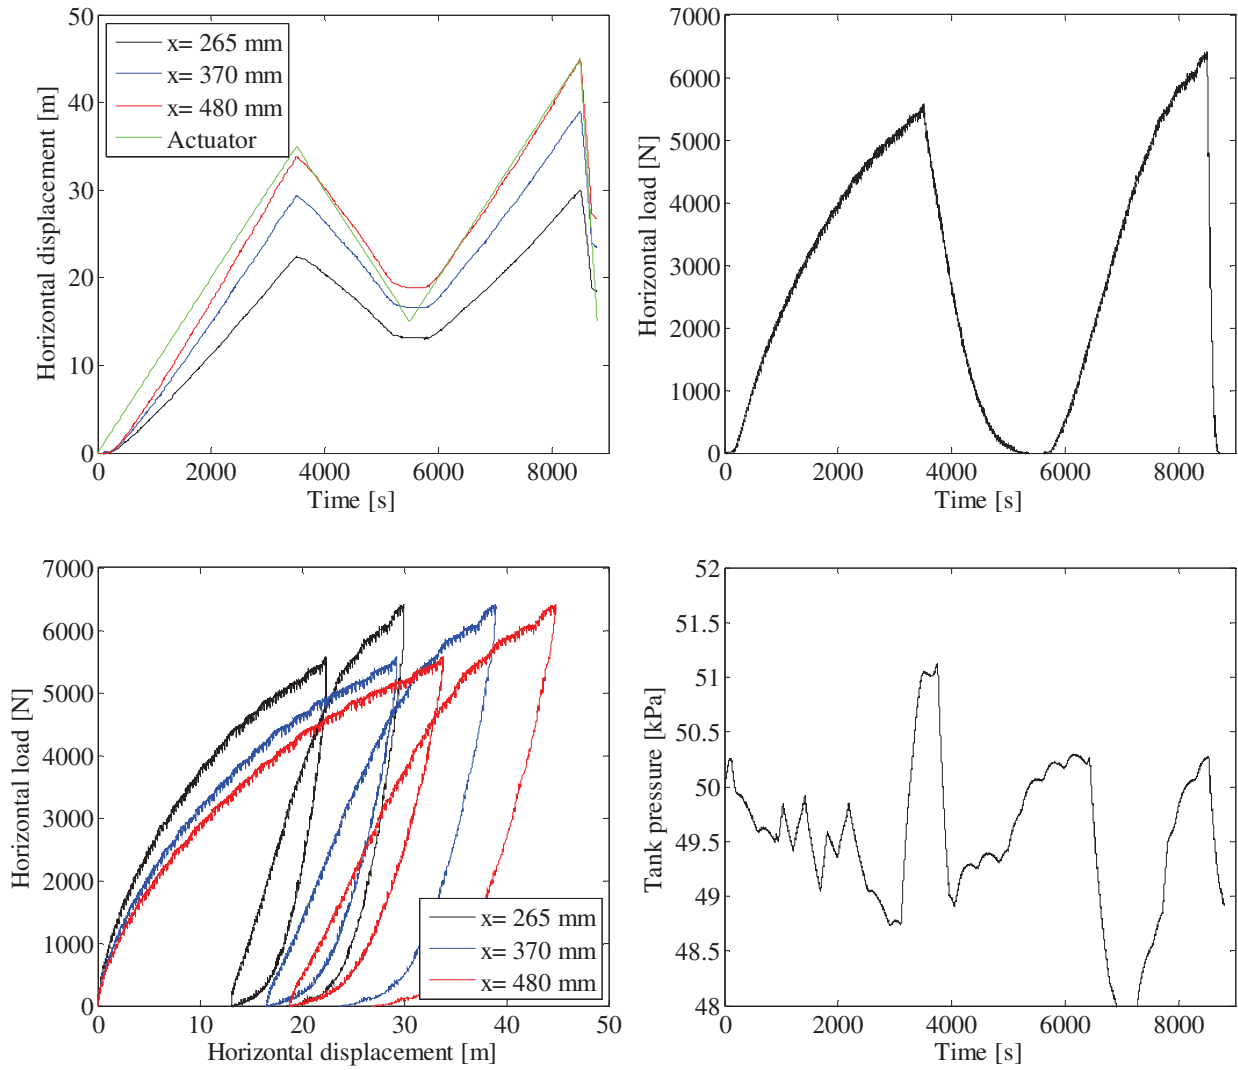 50
40
30
20
10
0
Horizontal displacement [m]
x= 265 mm
x= 370 mm
x= 480 mm
Actuator
0 2000 4000 6000 8000
Time [s]
7000
6000
5000
4000
3000
2000
1000
0
Horizontal load [N]
0 2000 4000 6000 8000
Time [s]
7000
6000
5000
4000
3000
2000
1000
0
Horizontal load [N]
x= 265 mm
x= 370 mm
x= 480 mm
0 10 20 30 40 50
Horizontal displacement [m]
52
51.5
51
50.5
50
49.5
49
48.5
48
Tank pressure [kPa]
0 2000 4000 6000 8000
Time [s]